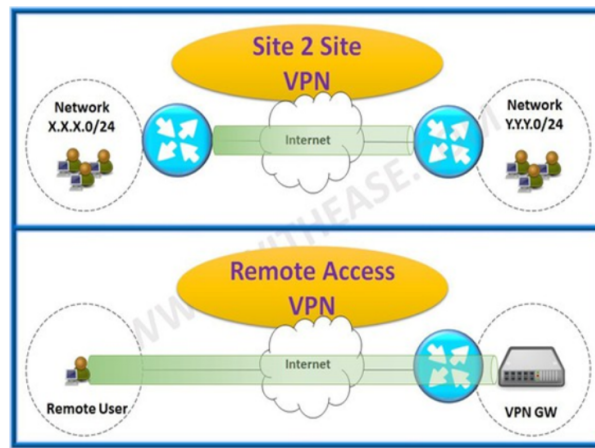 Site 2 Site
VPN
Network
X.X.X.0/24
Internet
Network
Y.Y.Y.0/24
Remote Access
VPN
Internet
Remote User
VPN GW